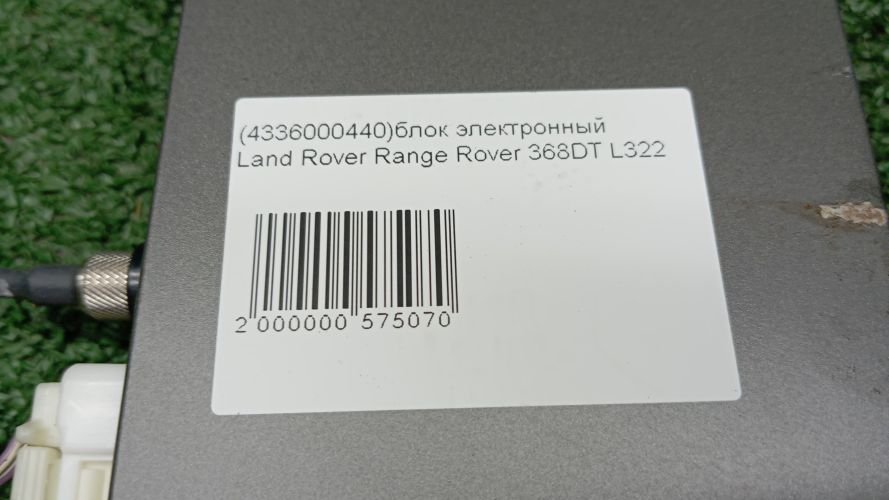 (4336000440)блок электронный
Land Rover Range Rover 368DT L322
2 000000 575070